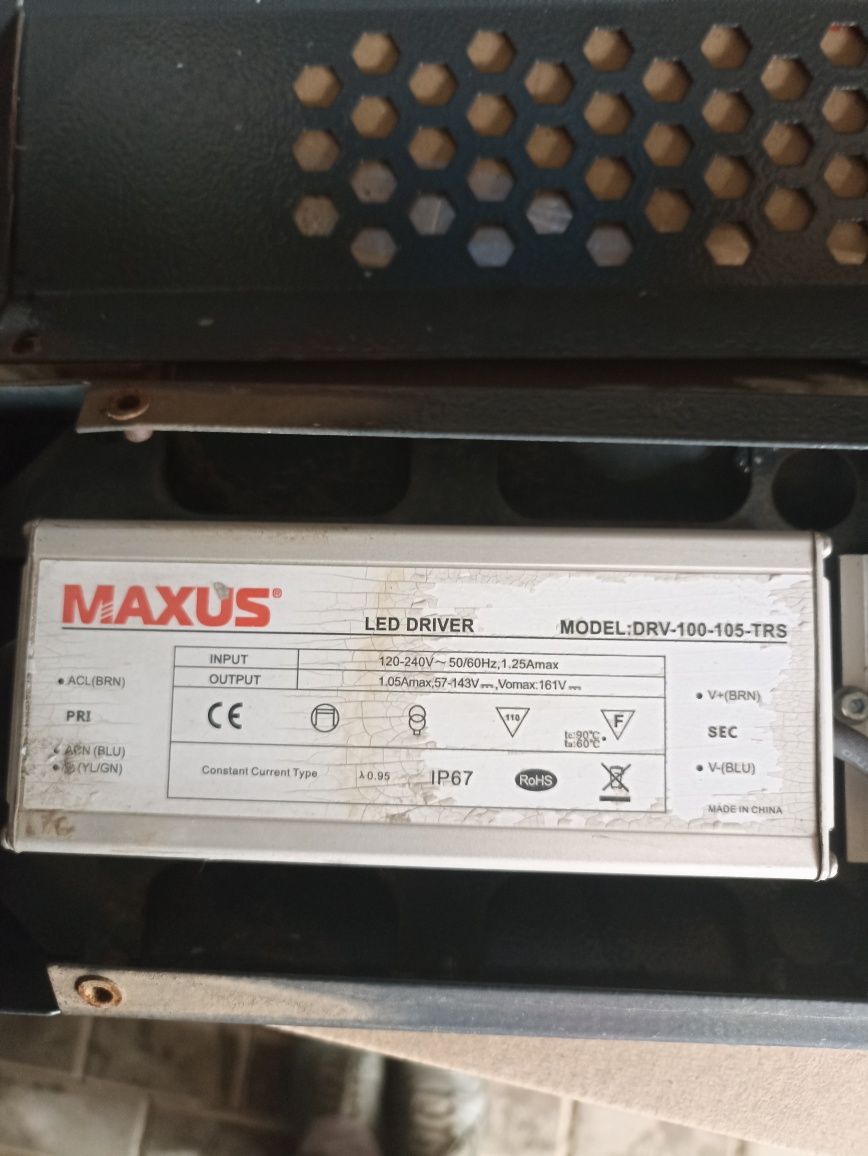 MAXUS®
LED DRIVER
MODEL:DRV-100-105-TRS
INPUT 120-240V~ 50/60Hz,1.25Amax
OUTPUT 1.05Amax,57-143V⎓,Vomax:161V⎓
ACL(BRN)
PRI
ACN (BLU)
(YL/GN)
CE
110
tc:90℃
ta:60℃
F
Constant Current Type
λ0.95
IP67
RoHS
V+(BRN)
SEC
V-(BLU)
MADE IN CHINA